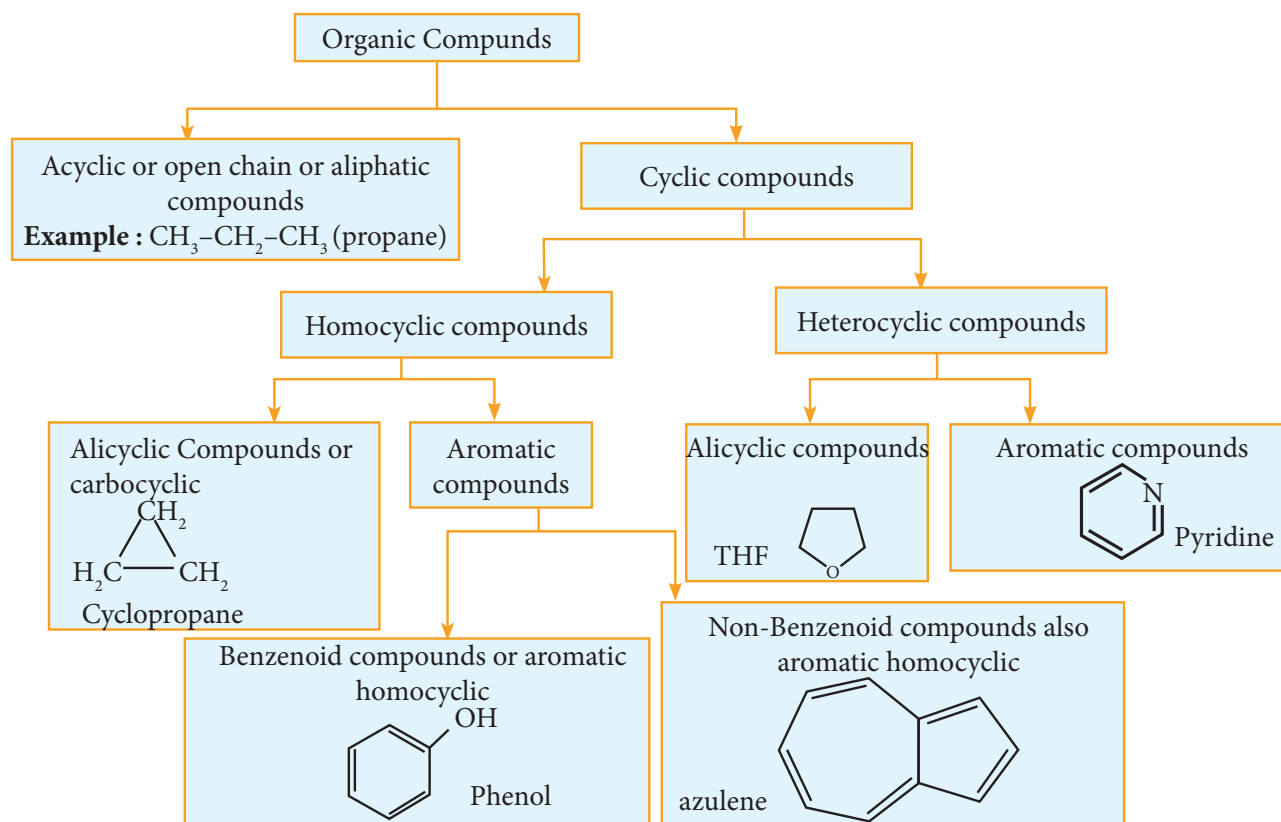 Organic Compunds
Acyclic or open chain or aliphatic
compounds
Example : CH₃–CH₂–CH₃ (propane)
Cyclic compounds
Homocyclic compounds
Heterocyclic compounds
Alicyclic Compounds or
carbocyclic
CH₂
H₂C
CH₂
Cyclopropane
Aromatic
compounds
Alicyclic compounds
THF
O
Aromatic compounds
N
Pyridine
Benzenoid compounds or aromatic
homocyclic
OH
Phenol
Non-Benzenoid compounds also
aromatic homocyclic
azulene